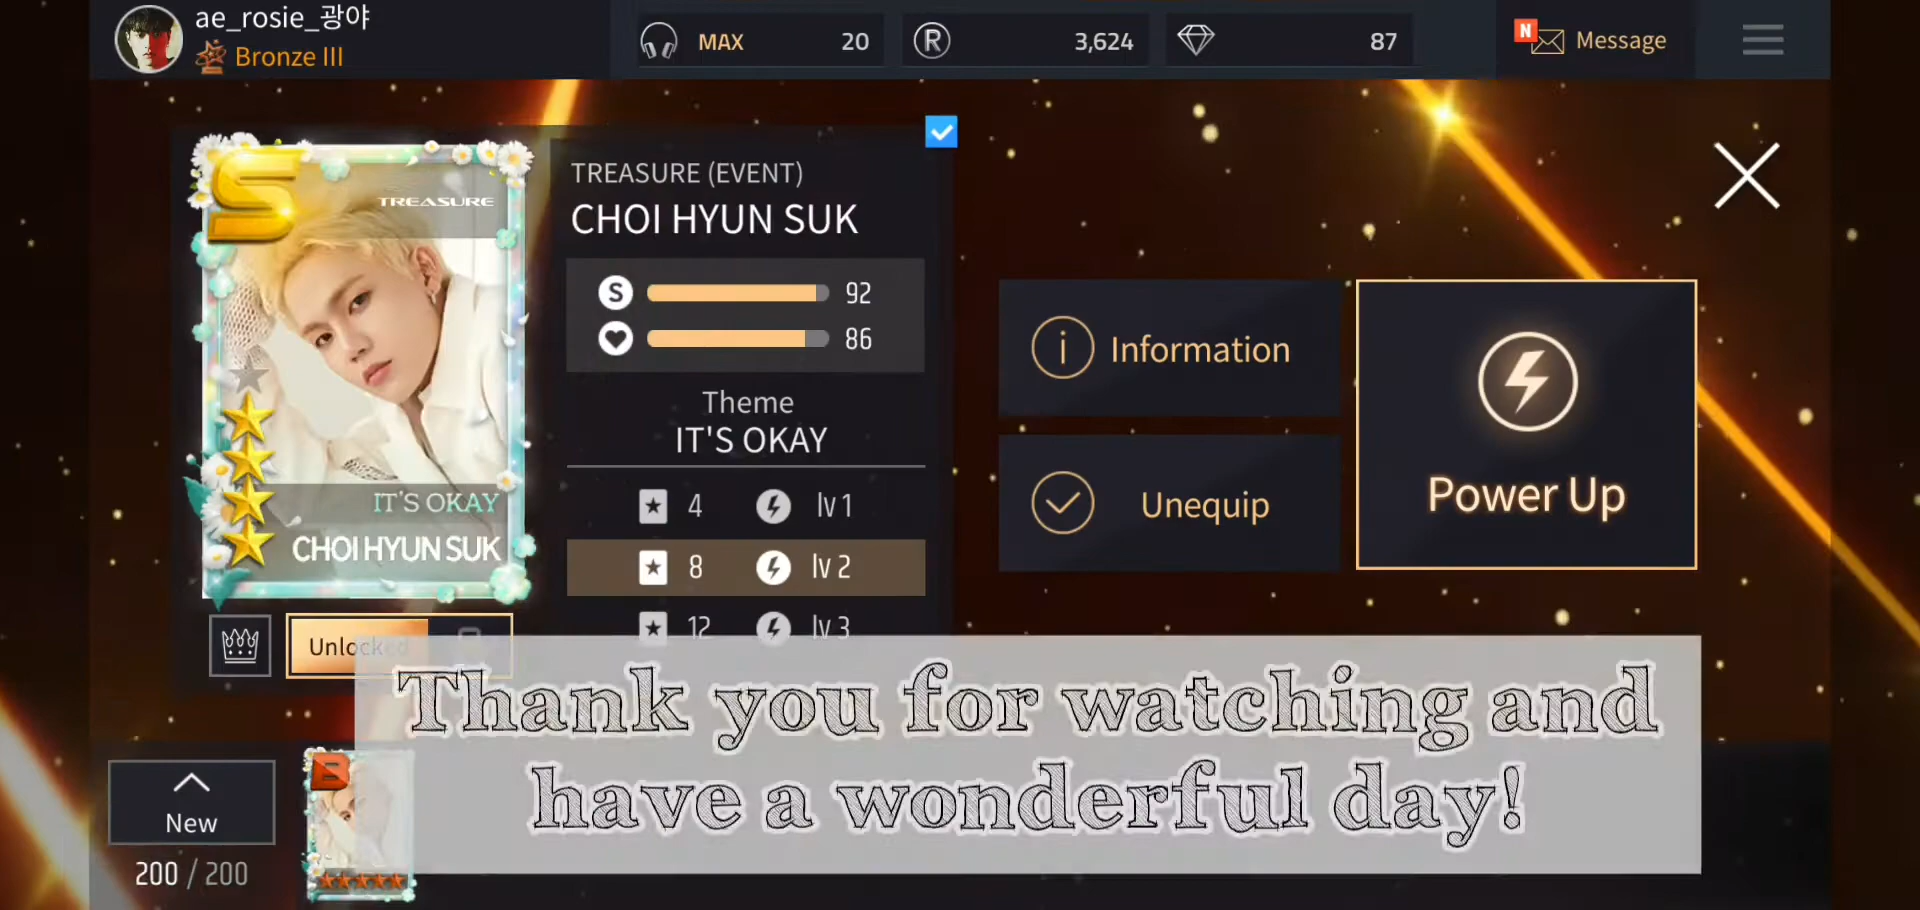 ae_rosie_광야
Bronze III
MAX 20
R 3,624
87
N Message
S
TREASURE
IT'S OKAY
CHOI HYUN SUK
TREASURE (EVENT)
CHOI HYUN SUK
S 92
86
Theme
IT'S OKAY
4 lv 1
8 lv 2
12 lv 3
Information
Unequip
Power Up
Unlocked
Thank you for watching and
have a wonderful day!
New
200 / 200
B